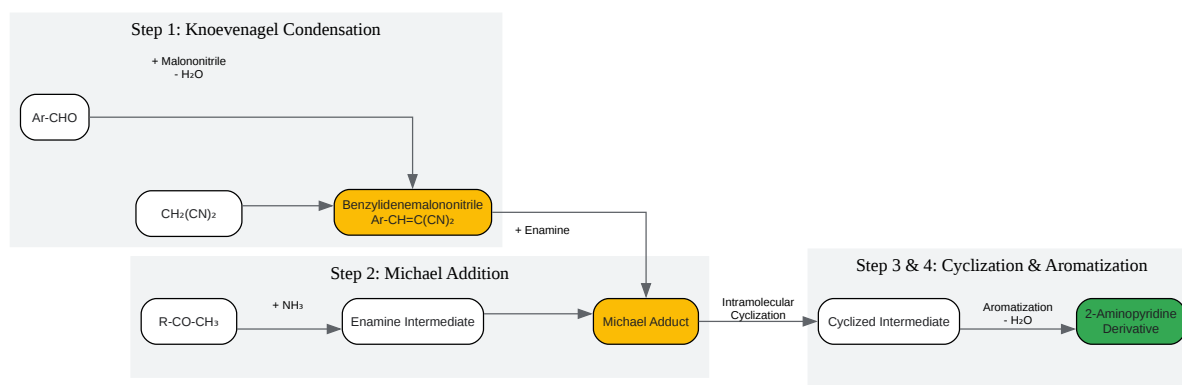 Step 1: Knoevenagel Condensation
+ Malononitrile
- H₂O
Ar-CHO
CH₂(CN)₂
Benzylidenemalononitrile
Ar-CH=C(CN)₂
+ Enamine
Step 2: Michael Addition
R-CO-CH₃
+ NH₃
Enamine Intermediate
Michael Adduct
Intramolecular
Cyclization
Step 3 & 4: Cyclization & Aromatization
Cyclized Intermediate
Aromatization
- H₂O
2-Aminopyridine
Derivative